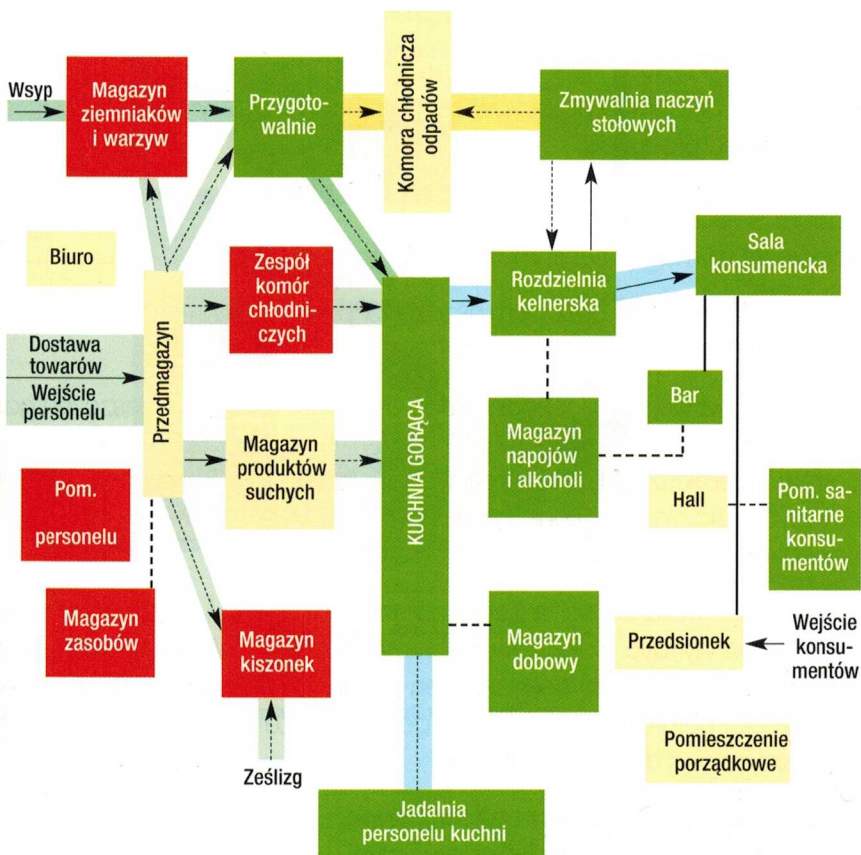 Wsyp
Magazyn
ziemniaków
i warzyw
Przygoto-
walnie
Komora chłodnicza
odpadów
Zmywalnia naczyń
stołowych
Biuro
Zespół
komór
chłodni-
czych
Rozdzielnia
kelnerska
Sala
konsumencka
Dostawa
towarów
Wejście
personelu
Przedmagazyn
Magazyn
produktów
suchych
KUCHNIA GORĄCA
Magazyn
napojów
i alkoholi
Bar
Hall
Pom. sa-
nitarne
konsu-
mentów
Pom.
personelu
Magazyn
zasobów
Magazyn
kiszonek
Magazyn
dobowy
Przedsionek
Wejście
konsu-
mentów
Ześlizg
Pomieszczenie
porządkowe
Jadalnia
personelu kuchni